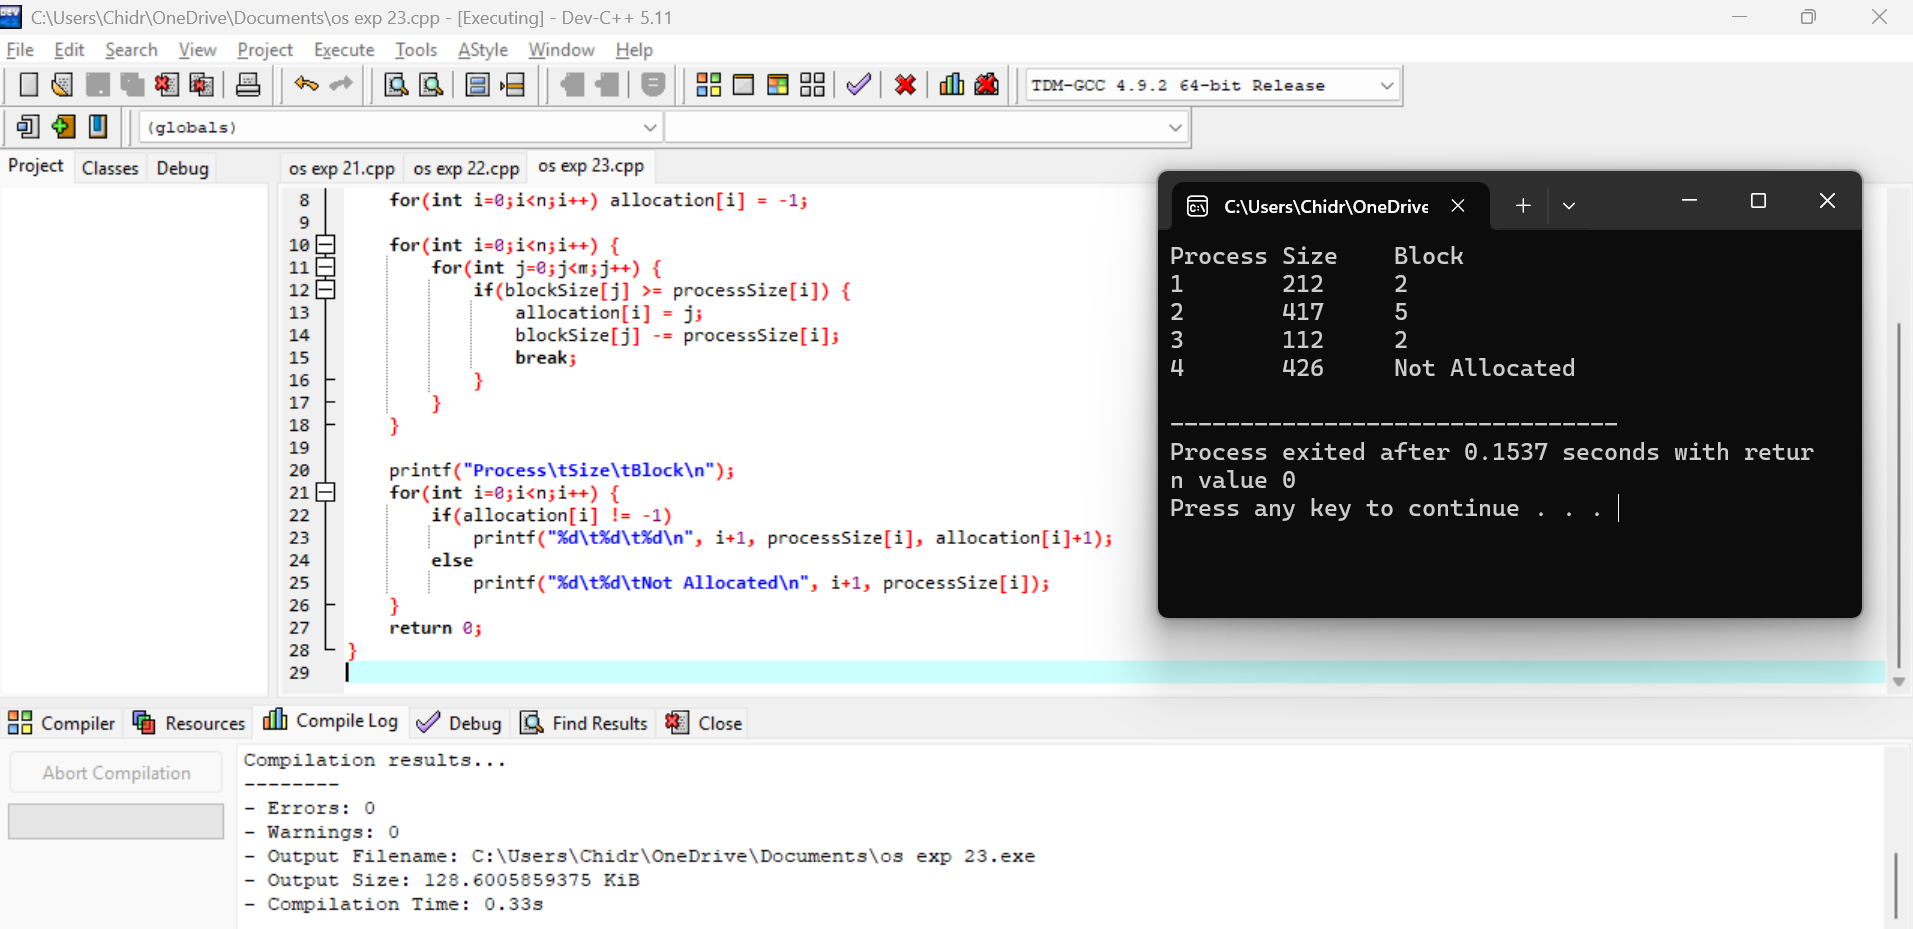 C:\Users\Chidr\OneDrive\Documents\os exp 23.cpp - [Executing] - Dev-C++ 5.11
File Edit Search View Project Execute Tools AStyle Window Help
TDM-GCC 4.9.2 64-bit Release
(globals)
Project Classes Debug
os exp 21.cpp os exp 22.cpp os exp 23.cpp
8 for(int i=0;i<n;i++) allocation[i] = -1;
9
10 for(int i=0;i<n;i++) {
11 for(int j=0;j<m;j++) {
12 if(blockSize[j] >= processSize[i]) {
13 allocation[i] = j;
14 blockSize[j] -= processSize[i];
15 break;
16 }
17 }
18 }
19
20 printf("Process\tSize\tBlock\n");
21 for(int i=0;i<n;i++) {
22 if(allocation[i] != -1)
23 printf("%d\t%d\t%d\n", i+1, processSize[i], allocation[i]+1);
24 else
25 printf("%d\t%d\tNot Allocated\n", i+1, processSize[i]);
26 }
27 return 0;
28 }
29
C:\Users\Chidr\OneDrive
Process Size Block
1 212 2
2 417 5
3 112 2
4 426 Not Allocated
--------------------------------
Process exited after 0.1537 seconds with retur
n value 0
Press any key to continue . . .
Compiler Resources Compile Log Debug Find Results Close
Abort Compilation
Compilation results...
--------
- Errors: 0
- Warnings: 0
- Output Filename: C:\Users\Chidr\OneDrive\Documents\os exp 23.exe
- Output Size: 128.6005859375 KiB
- Compilation Time: 0.33s